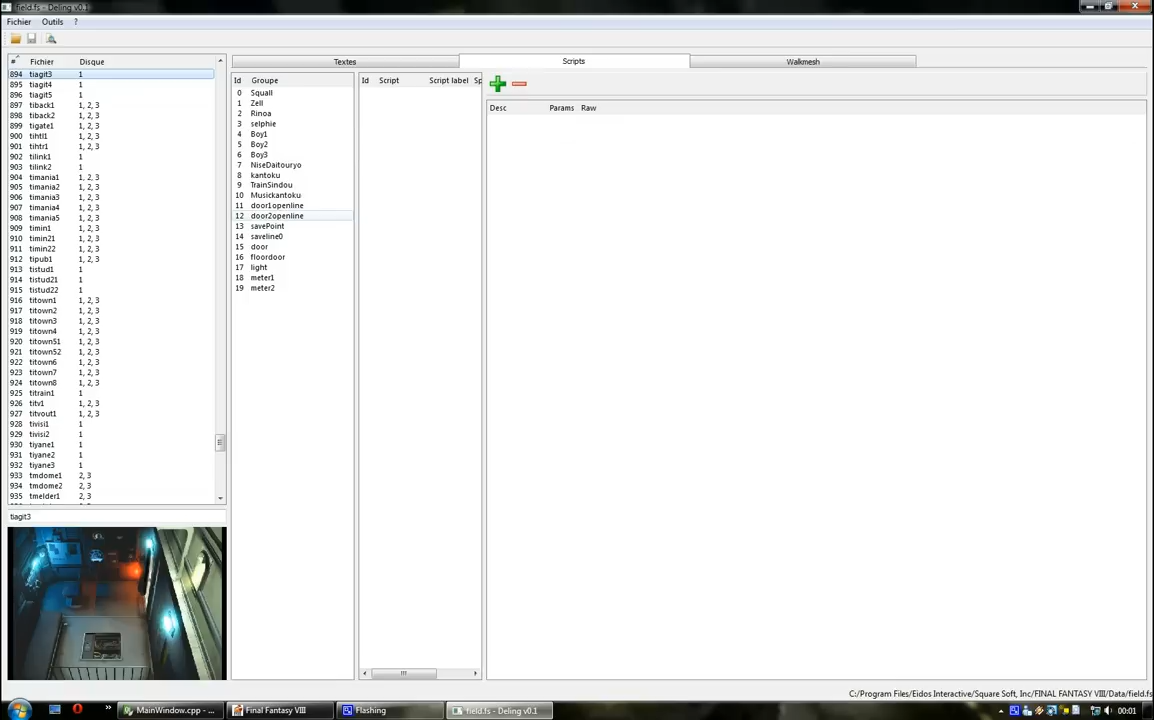 field.fs - Deling v0.1
Fichier Outils ?
# Fichier Disque
894 tiagit3 1
895 tiagit4 1
896 tiagit5 1
897 tiback1 1, 2, 3
898 tiback2 1, 2, 3
899 tigate1 1, 2, 3
900 tihtl1 1, 2, 3
901 tihtr1 1, 2, 3
902 tilink1 1
903 tilink2 1
904 timania1 1, 2, 3
905 timania2 1, 2, 3
906 timania3 1, 2, 3
907 timania4 1, 2, 3
908 timania5 1, 2, 3
909 timin1 1, 2, 3
910 timin21 1, 2, 3
911 timin22 1, 2, 3
912 tipub1 1, 2, 3
913 tistud1 1
914 tistud21 1
915 tistud22 1
916 titown1 1, 2, 3
917 titown2 1, 2, 3
918 titown3 1, 2, 3
919 titown4 1, 2, 3
920 titown51 1, 2, 3
921 titown52 1, 2, 3
922 titown6 1, 2, 3
923 titown7 1, 2, 3
924 titown8 1, 2, 3
925 titrain1 1
926 titv1 1, 2, 3
927 titvout1 1, 2, 3
928 tivisi1 1
929 tivisi2 1
930 tiyane1 1
931 tiyane2 1
932 tiyane3 1
933 tmdome1 2, 3
934 tmdome2 2, 3
935 tmelder1 2, 3
tiagit3
Textes Scripts Walkmesh
Id Groupe
0 Squall
1 Zell
2 Rinoa
3 selphie
4 Boy1
5 Boy2
6 Boy3
7 NiseDaitouryo
8 kantoku
9 TrainSindou
10 Musickantoku
11 door1openline
12 door2openline
13 savePoint
14 saveline0
15 door
16 floordoor
17 light
18 meter1
19 meter2
Id Script Script label Sp
Desc Params Raw
C:/Program Files/Eidos Interactive/Square Soft, Inc/FINAL FANTASY VIII/Data/field.fs
MainWindow.cpp - ... Final Fantasy VIII Flashing field.fs - Deling v0.1 00:01